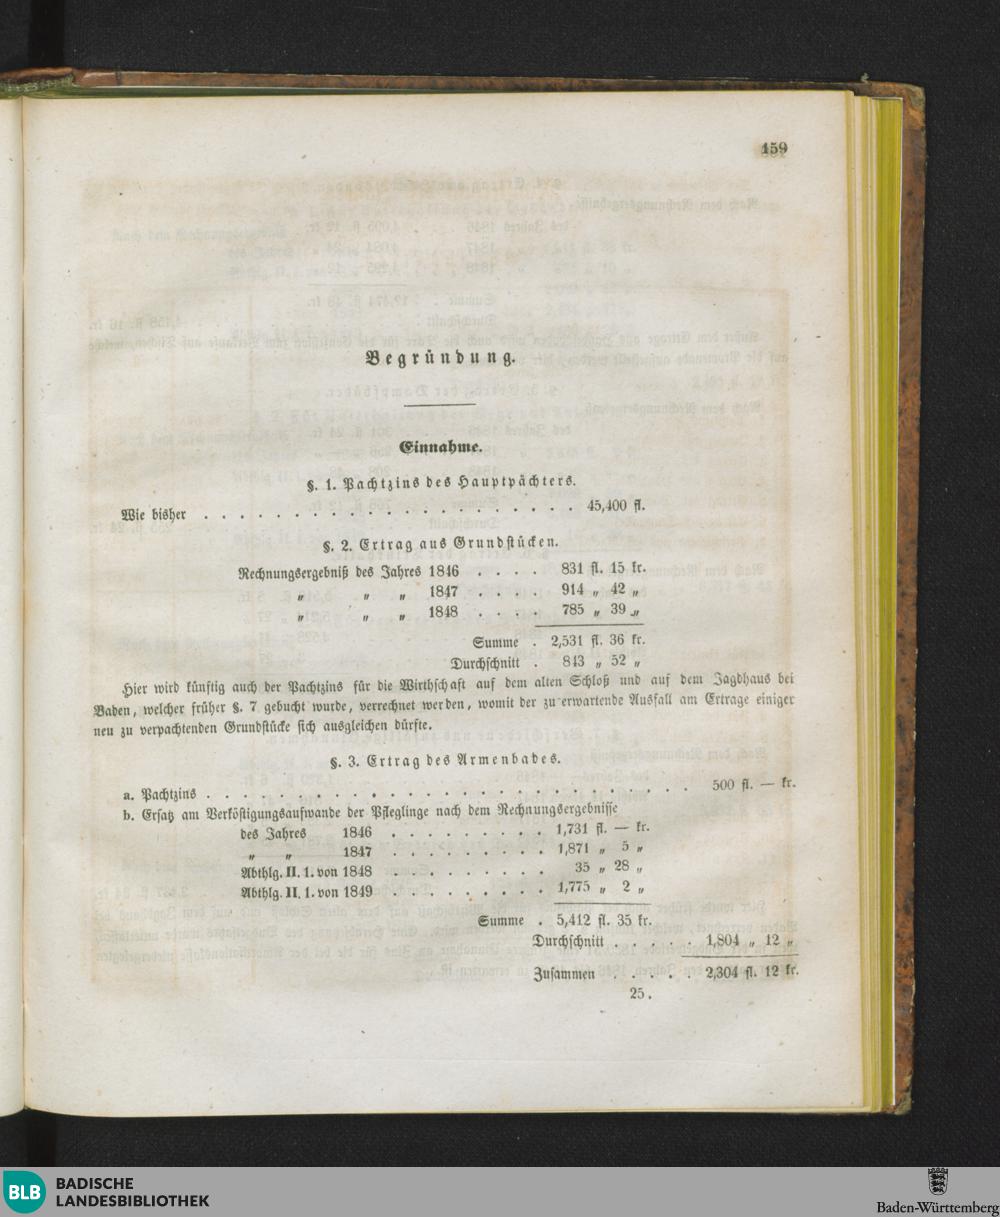 159
Begründung.
Einnahme.
§. 1. Pachtzins des Hauptpächters.
Wie bisher . . . . . . . . . . . . . . . . . . . . . 45,400 fl.
§. 2. Ertrag aus Grundstücken.
Rechnungsergebniß des Jahres 1846 . . . . 831 fl. 15 kr.
„ „ „ 1847 . . . . 914 „ 42 „
„ „ „ 1848 . . . . 785 „ 39 „
Summe . 2,531 fl. 36 kr.
Durchschnitt . 843 „ 52 „
Hier wird künftig auch der Pachtzins für die Wirthschaft auf dem alten Schloß und auf dem Jagdhaus bei
Baden, welcher früher §. 7 gebucht wurde, verrechnet werden, womit der zu erwartende Ausfall am Ertrage einiger
neu zu verpachtenden Grundstücke sich ausgleichen dürfte.
§. 3. Ertrag des Armenbades.
a. Pachtzins . . . . . . . . . . . . . . . . . . . . . . . . . . 500 fl. — kr.
b. Ersatz am Verköstigungsaufwande der Pfleglinge nach dem Rechnungsergebnisse
des Jahres 1846 . . . . . . . . . 1,731 fl. — kr.
„ „ 1847 . . . . . . . . . 1,871 „ 5 „
Abthlg. II. 1. von 1848 . . . . . . . . . 35 „ 28 „
Abthlg. II. 1. von 1849 . . . . . . . . . 1,775 „ 2 „
Summe . 5,412 fl. 35 kr.
Durchschnitt . . . . . 1,804 „ 12 „
Zusammen . . . . . 2,304 fl. 12 kr.
25.
BLB
BADISCHE
LANDESBIBLIOTHEK
Baden-Württemberg